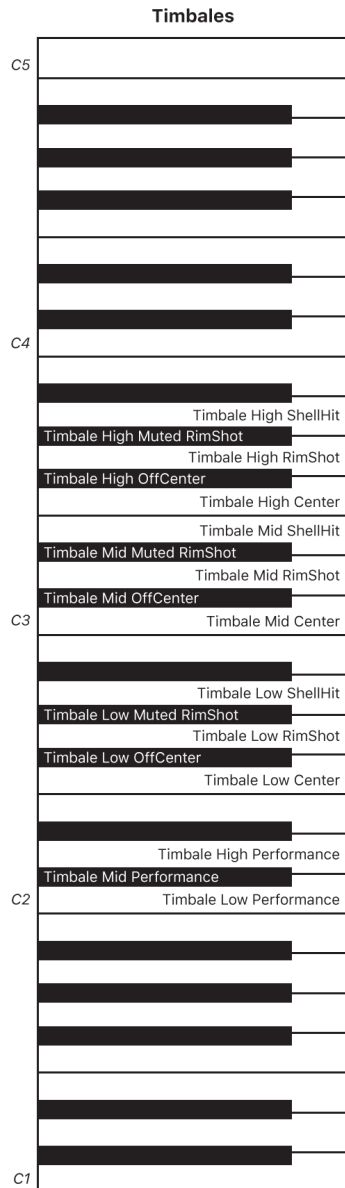 Timbales
C5
C4
Timbale High ShellHit
Timbale High Muted RimShot
Timbale High RimShot
Timbale High OffCenter
Timbale High Center
Timbale Mid ShellHit
Timbale Mid Muted RimShot
Timbale Mid RimShot
Timbale Mid OffCenter
C3
Timbale Mid Center
Timbale Low ShellHit
Timbale Low Muted RimShot
Timbale Low RimShot
Timbale Low OffCenter
Timbale Low Center
Timbale High Performance
Timbale Mid Performance
C2
Timbale Low Performance
C1